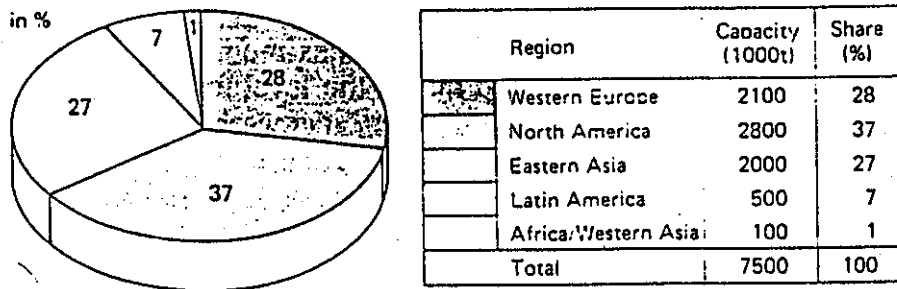 in %
7
1
28
27
37
Region Capacity (1000t) Share (%)
Western Europe 2100 28
North America 2800 37
Eastern Asia 2000 27
Latin America 500 7
Africa/Western Asia 100 1
Total 7500 100